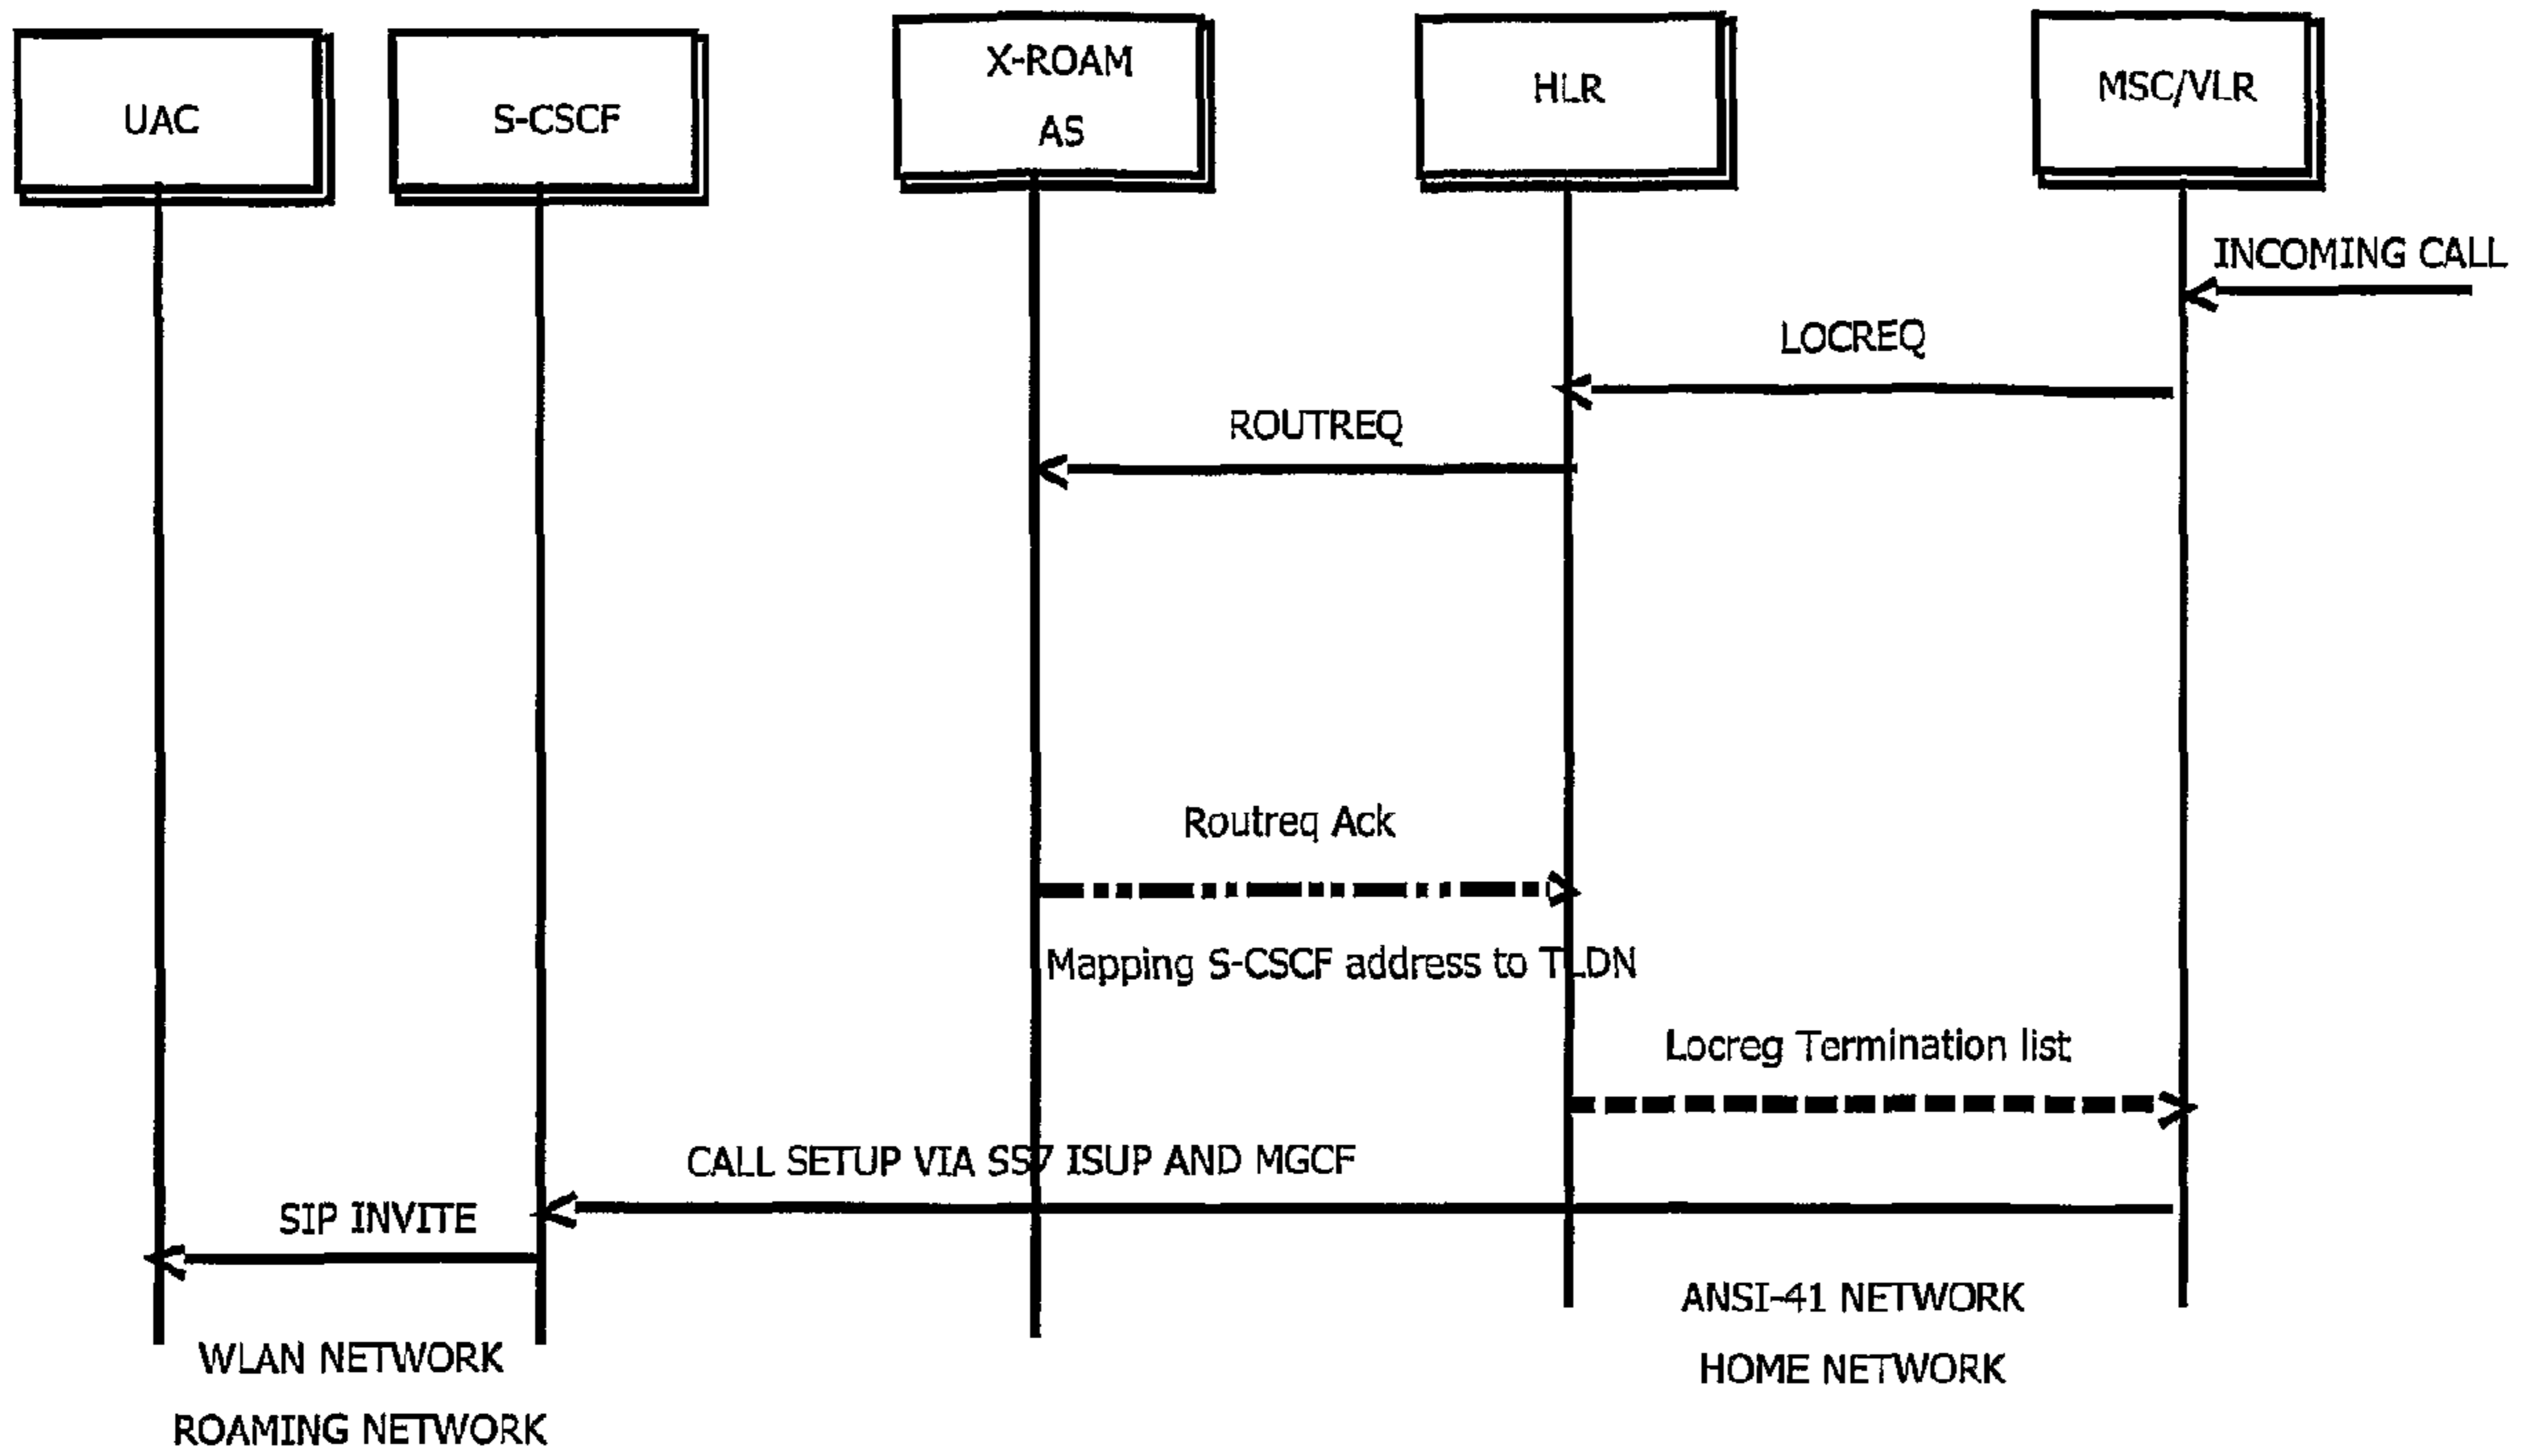 UAC
S-CSCF
X-ROAM
AS
HLR
MSC/VLR
INCOMING CALL
LOCREQ
ROUTREQ
Routreq Ack
Mapping S-CSCF address to TLDN
Locreg Termination list
CALL SETUP VIA SS7 ISUP AND MGCF
SIP INVITE
ANSI-41 NETWORK
HOME NETWORK
WLAN NETWORK
ROAMING NETWORK